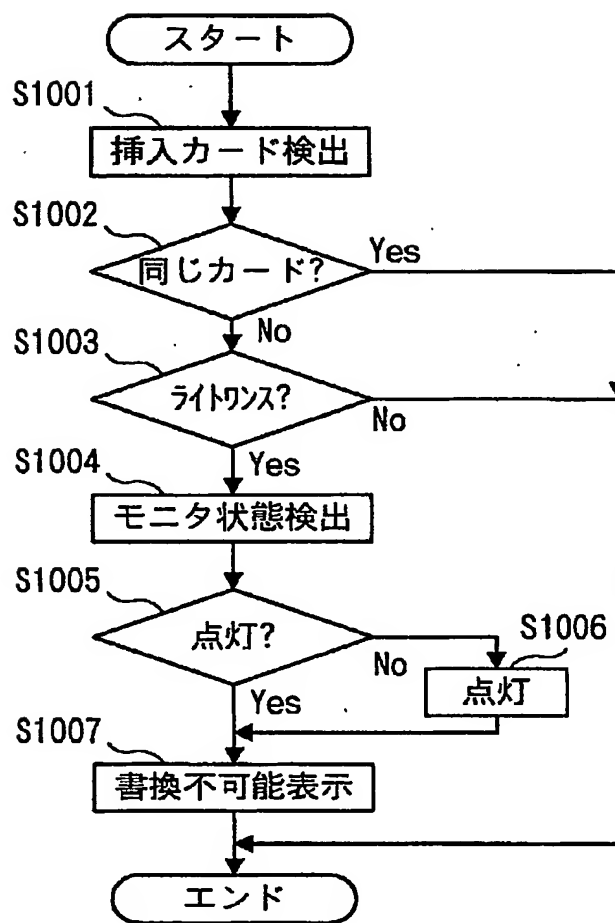 スタート
S1001
挿入カード検出
S1002
同じカード?
Yes
No
S1003
ライトワンス?
No
Yes
S1004
モニタ状態検出
S1005
点灯?
No
S1006
点灯
Yes
S1007
書換不可能表示
エンド